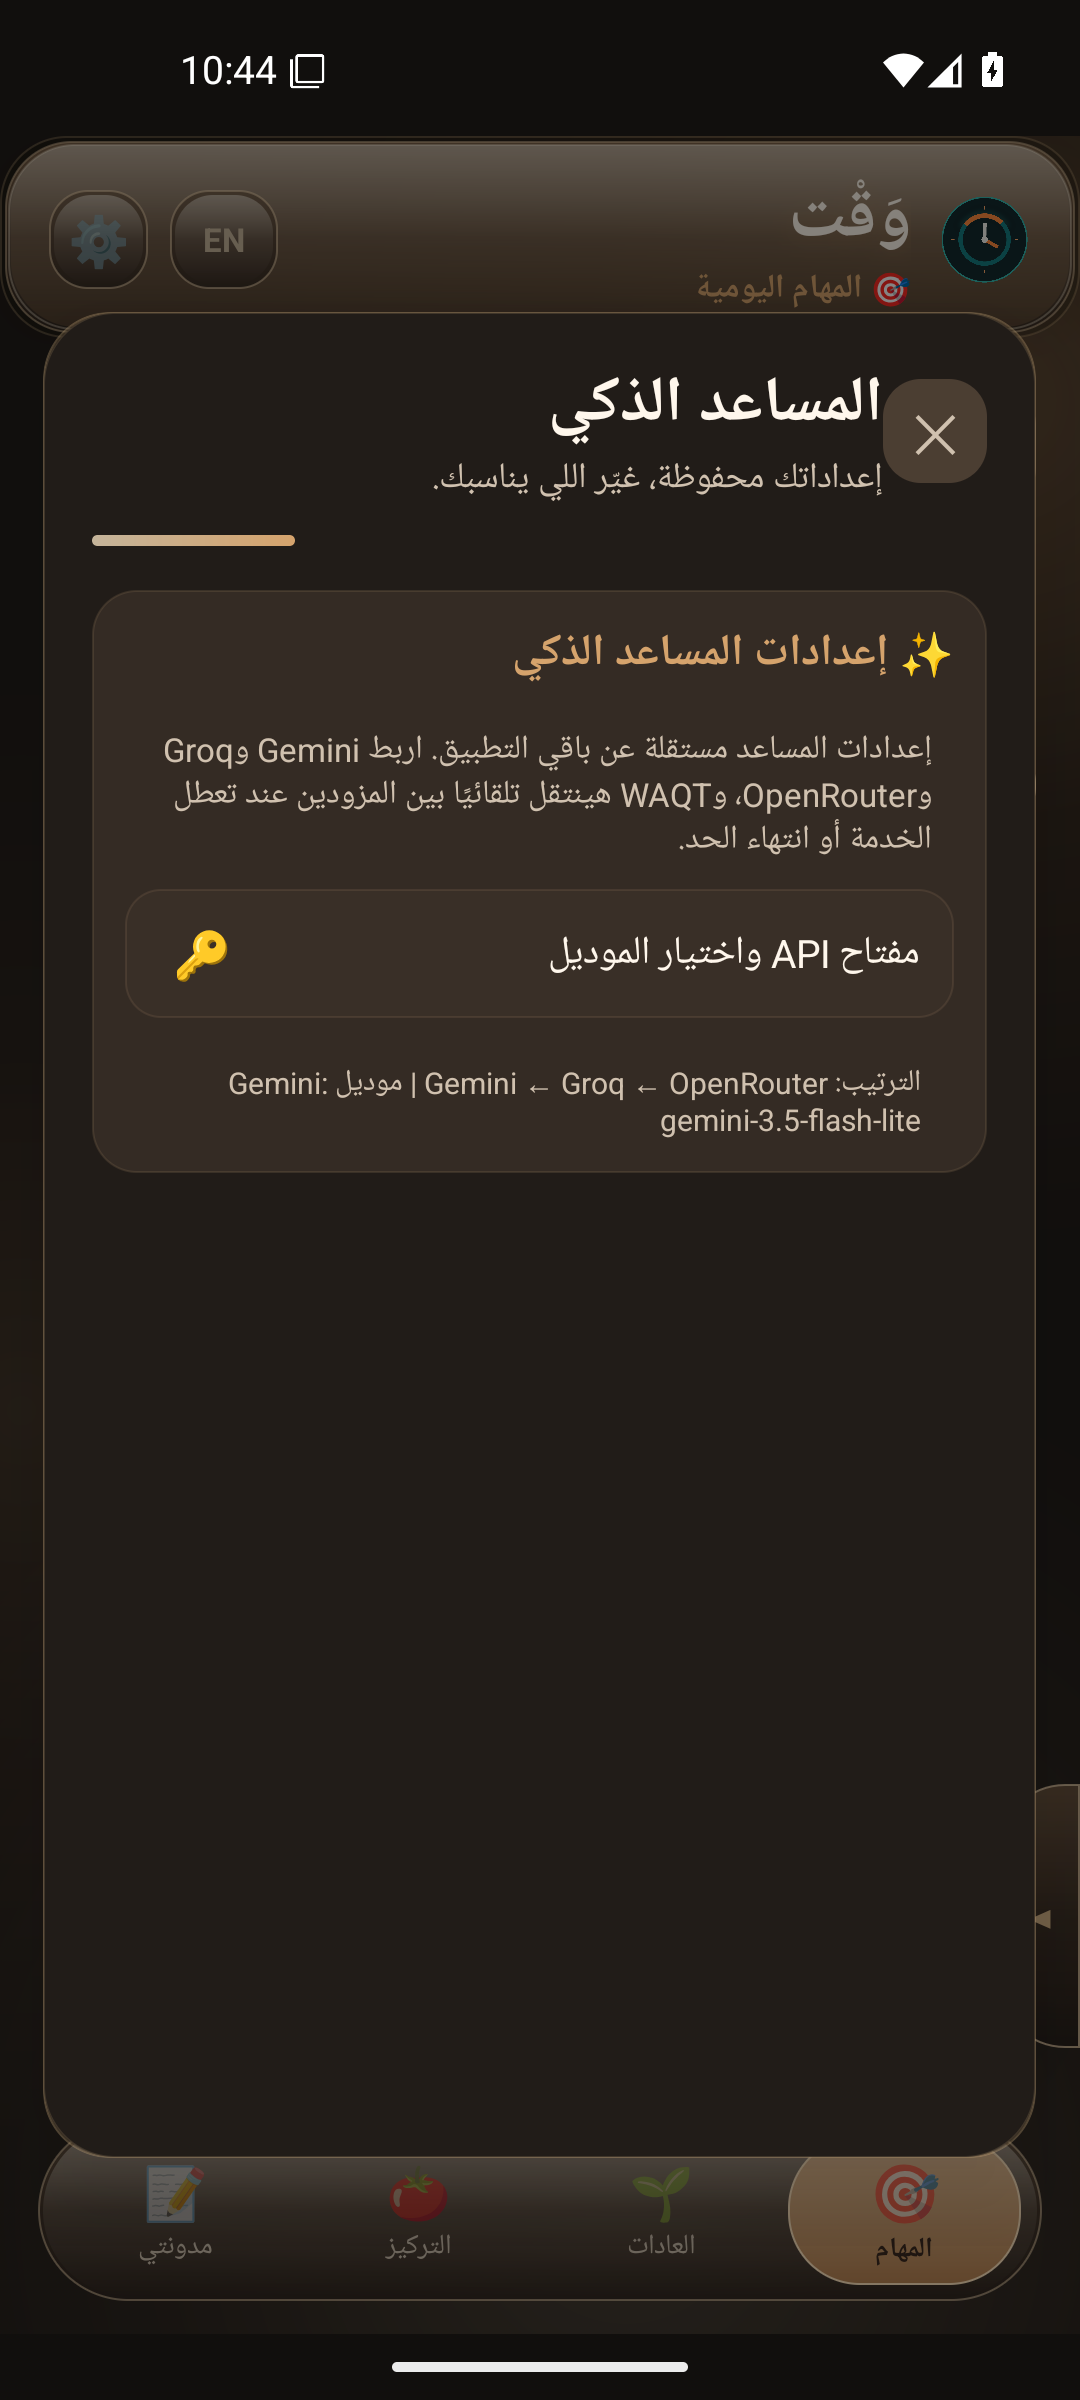 10:44
وَقْت
🎯 المهام اليومية
EN
المساعد الذكي
إعداداتك محفوظة، غيّر اللي يناسبك.
✨ إعدادات المساعد الذكي
إعدادات المساعد مستقلة عن باقي التطبيق. اربط Gemini وGroq
وOpenRouter، وWAQT هينتقل تلقائيًا بين المزودين عند تعطل
الخدمة أو انتهاء الحد.
مفتاح API واختيار الموديل
الترتيب: Gemini ← Groq ← OpenRouter | موديل Gemini:
gemini-3.5-flash-lite
المهام
العادات
التركيز
مدونتي